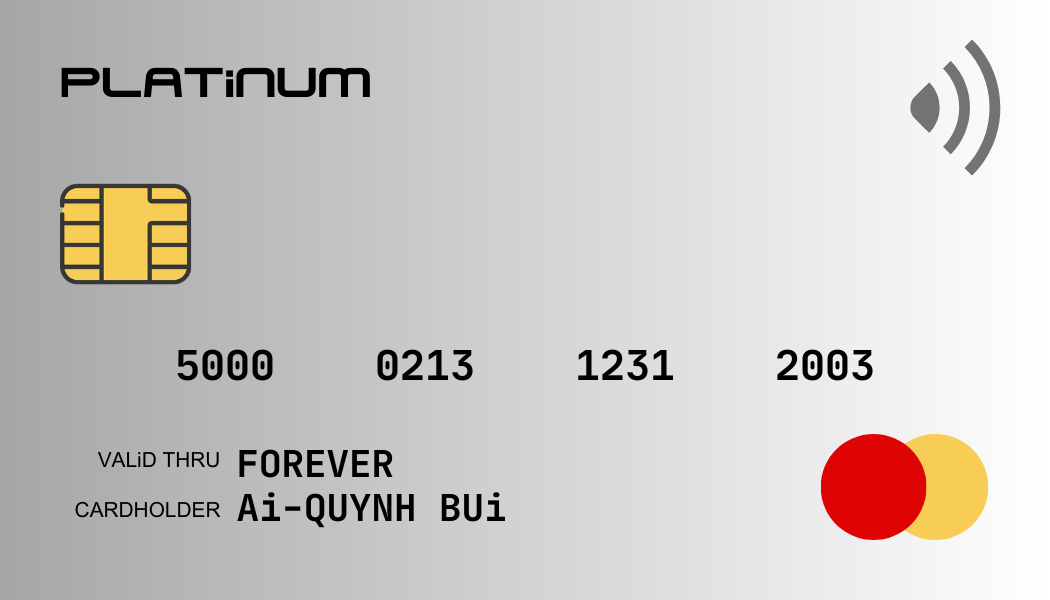 PLATiNUM
5000 0213 1231 2003
VALiD THRU FOREVER
CARDHOLDER Ai-QUYNH BUi